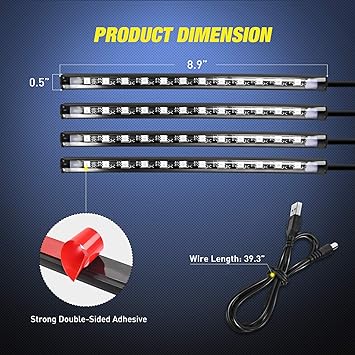 PRODUCT DIMENSION
8.9"
0.5"
Wire Length: 39.3"
Strong Double-Sided Adhesive